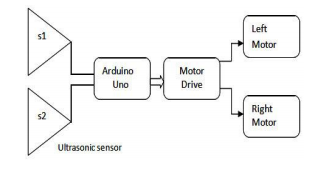 s1
s2
Ultrasonic sensor
Arduino
Uno
Motor
Drive
Left
Motor
Right
Motor